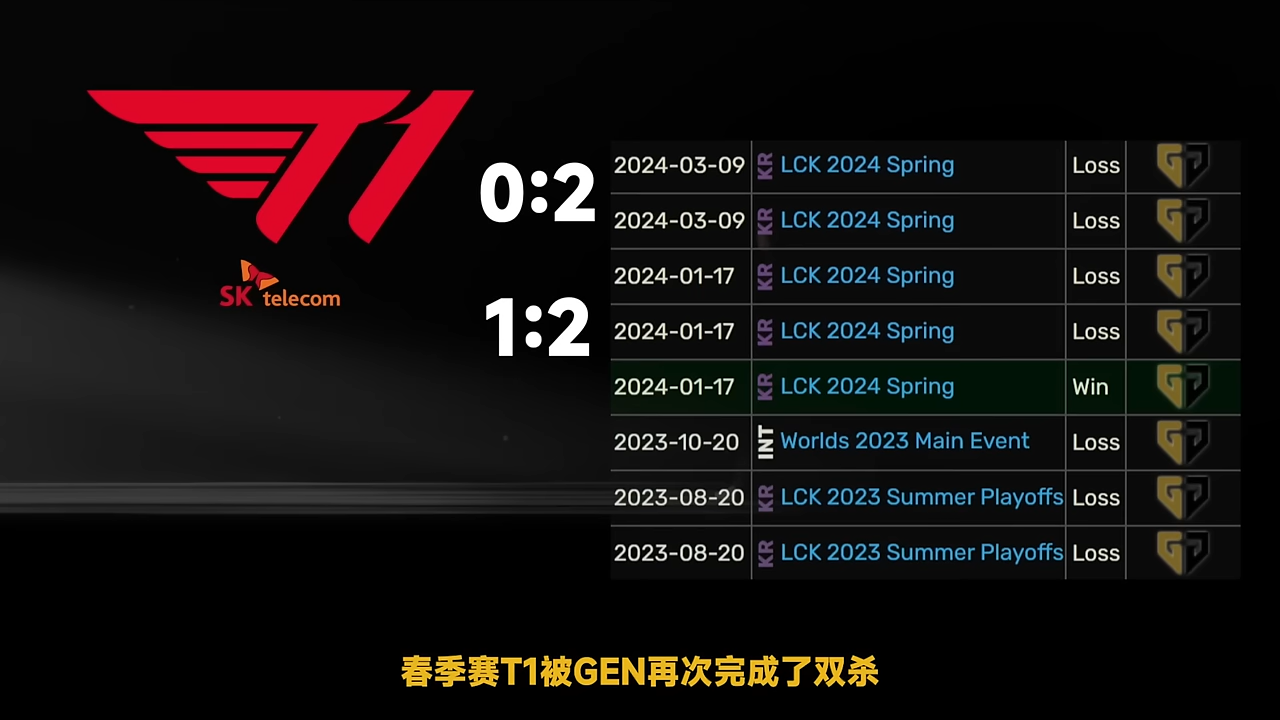 T1
SK telecom
0:2
1:2
2024-03-09 KR LCK 2024 Spring Loss
2024-03-09 KR LCK 2024 Spring Loss
2024-01-17 KR LCK 2024 Spring Loss
2024-01-17 KR LCK 2024 Spring Loss
2024-01-17 KR LCK 2024 Spring Win
2023-10-20 INT Worlds 2023 Main Event Loss
2023-08-20 KR LCK 2023 Summer Playoffs Loss
2023-08-20 KR LCK 2023 Summer Playoffs Loss
春季赛T1被GEN再次完成了双杀